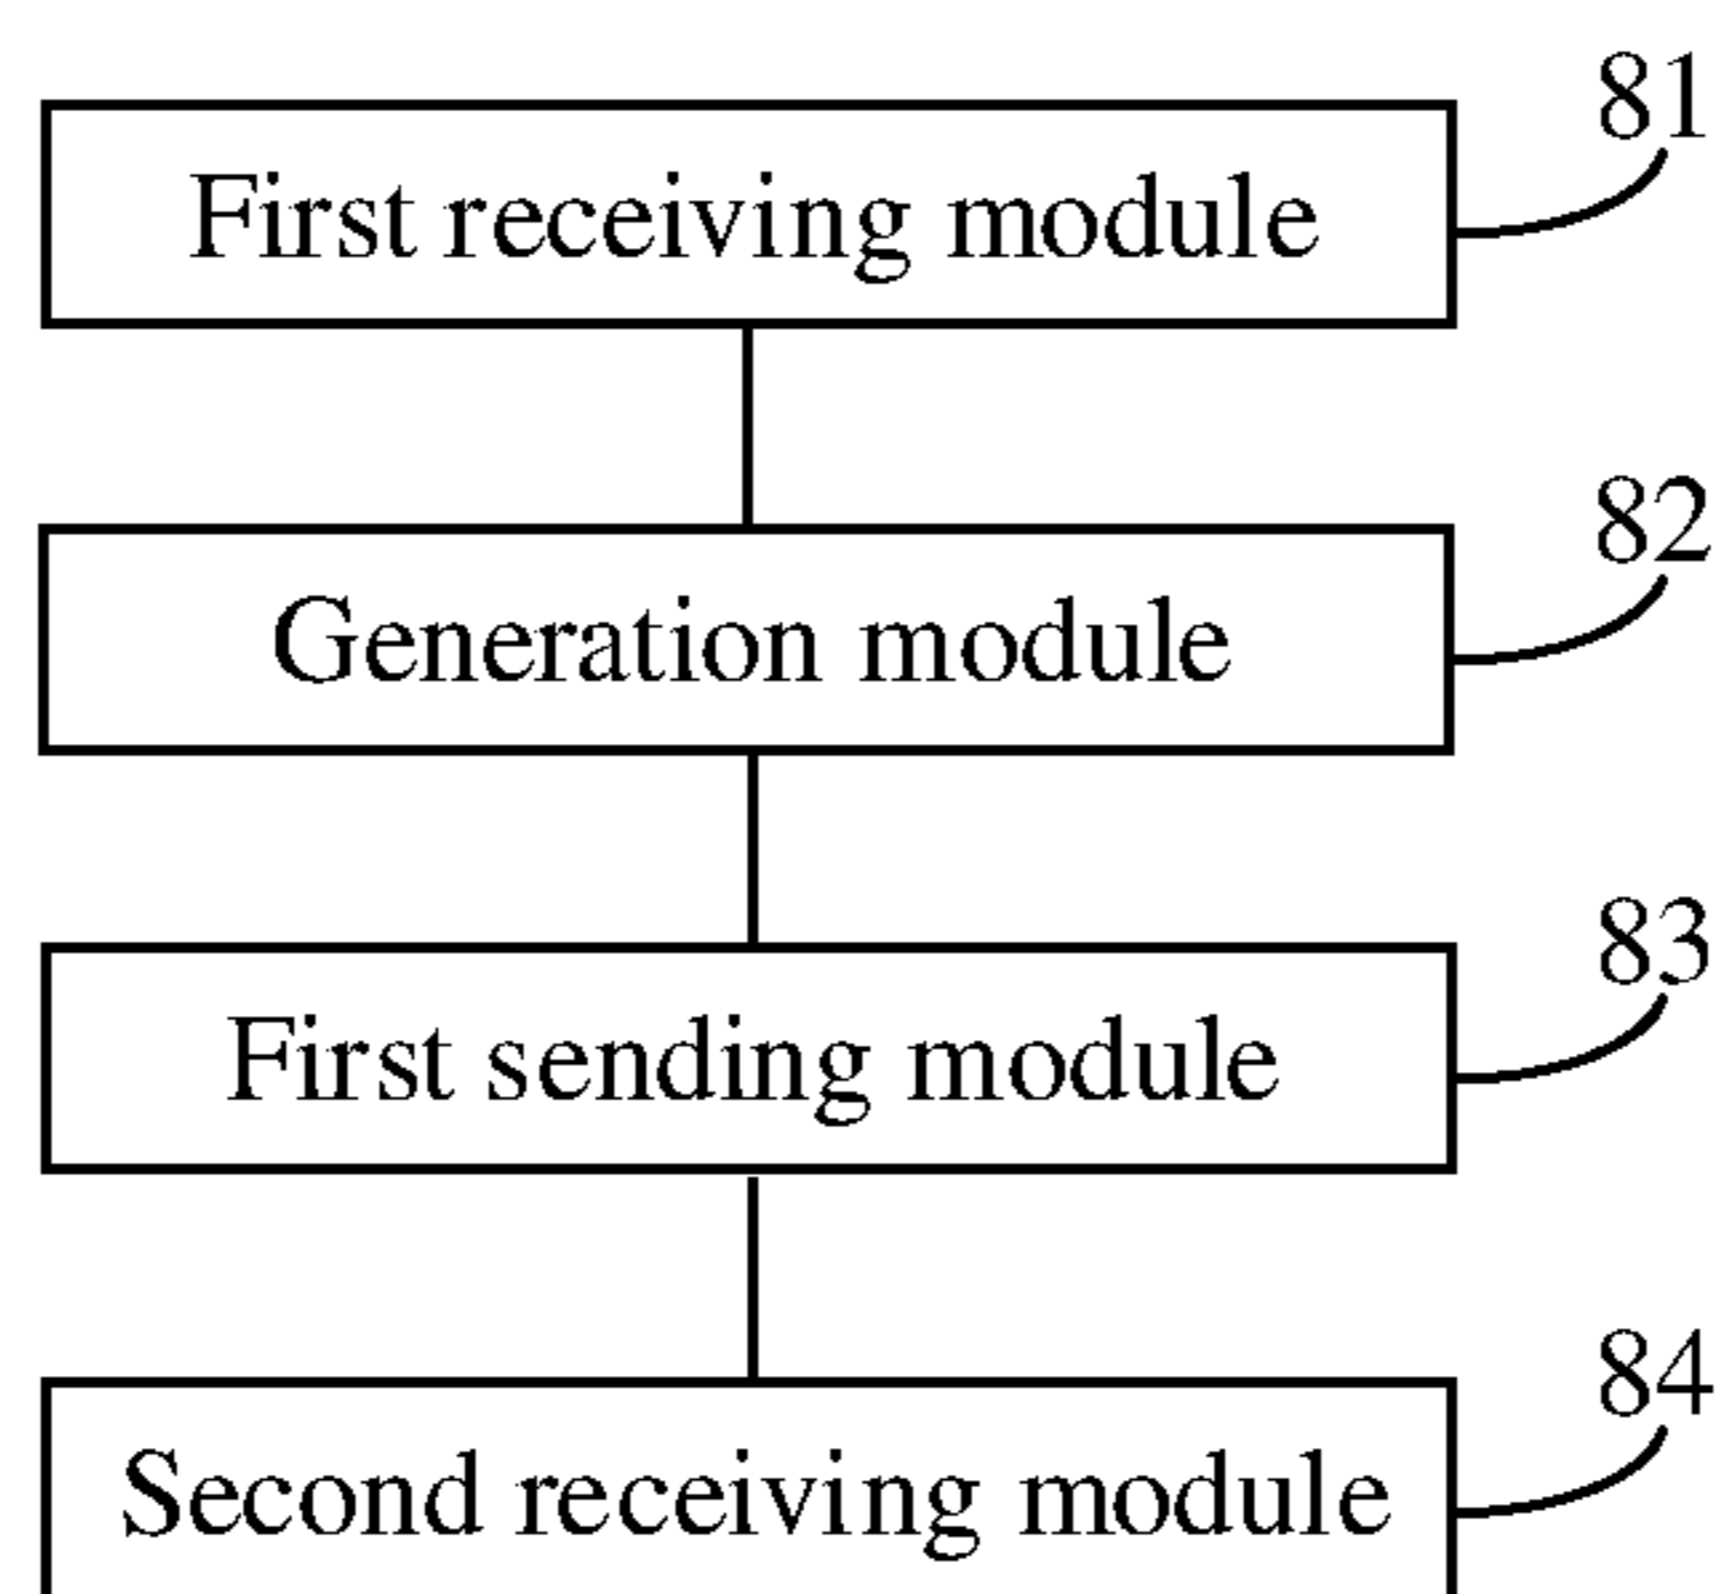 81
First receiving module
82
Generation module
83
First sending module
84
Second receiving module